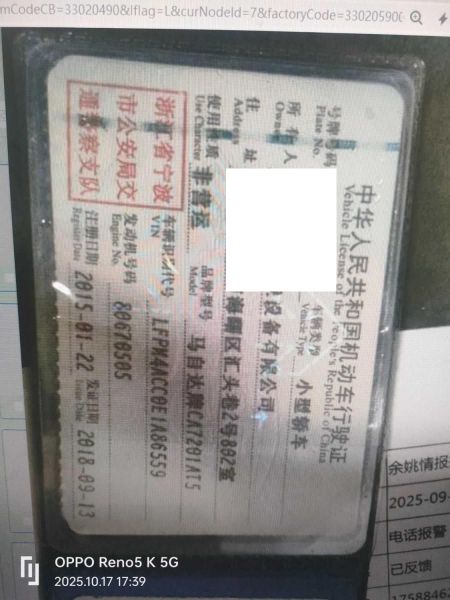 mCodeCB=33020490&lflag=L&curNodeId=7&factoryCode=33020590
中华人民共和国机动车行驶证
Vehicle License of the People's Republic of China
号牌号码
Plate No.
车辆类型
Vehicle Type
小型轿车
所有人
Owner
设备有限公司
住址
Address
海曙区汇头巷2号802室
使用性质
Use Character
非营运
品牌型号
Model
马自达牌CA7201AT5
浙江省宁波
市公安局交
通警察支队
车辆识别代号
VIN
LFPM4ACC0E1A86559
发动机号码
Engine No.
80670505
注册日期
Register Date
2015-01-22
发证日期
Issue Date
2018-09-13
余姚情报
2025-09-
电话报警
已反馈
17588462
OPPO Reno5 K 5G
2025.10.17 17:39